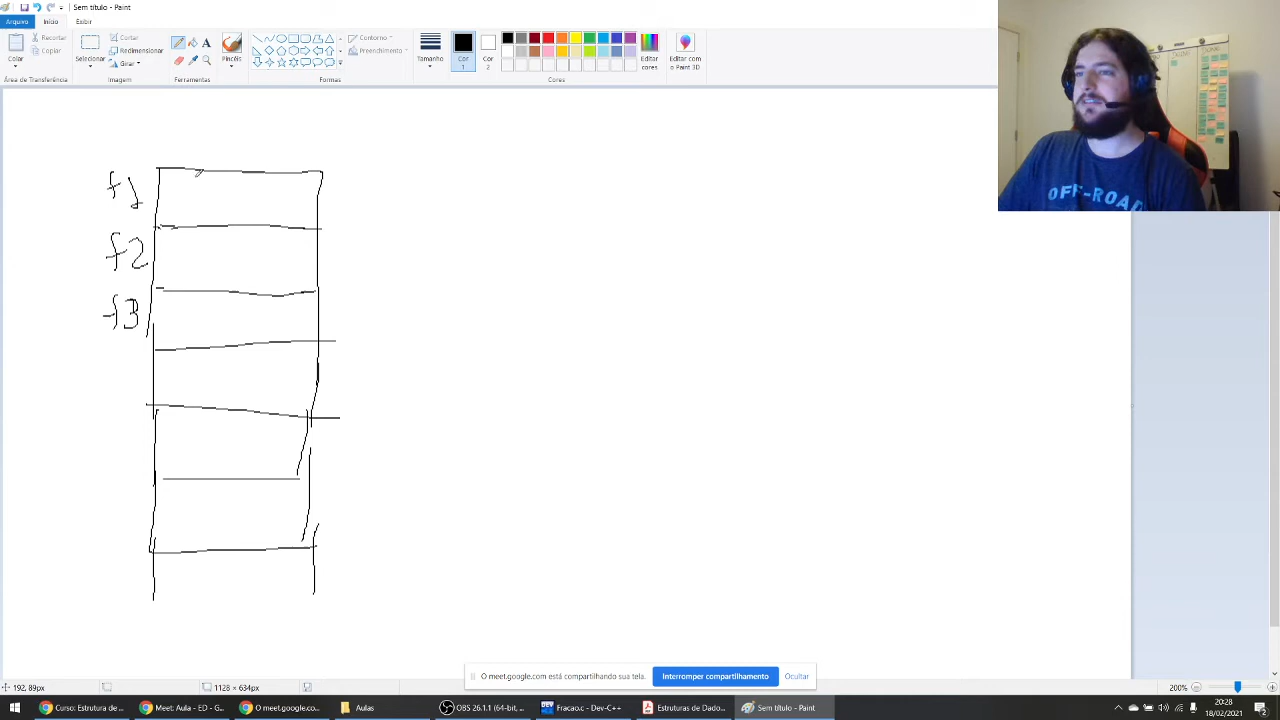 Sem título - Paint
Arquivo Início Exibir
Colar
Recortar
Copiar
Área de Transferência
Selecionar
Cortar
Redimensionar
Girar
Imagem
A
Ferramentas
Pincéis
Contorno
Preenchimento
Formas
Tamanho
Cor
1
Cor
2
Editar
cores
Editar com
o Paint 3D
Cores
DONE
OFF-ROAD
f1
f2
f3
O meet.google.com está compartilhando sua tela.
Interromper compartilhamento
Ocultar
192, 89px
1128 × 634px
200%
Curso: Estrutura de ...
Meet: Aula - ED - G...
O meet.google.co...
Aulas
OBS 26.1.1 (64-bit, ...
Fracao.c - Dev-C++
Estruturas de Dado...
Sem título - Paint
20:28
18/02/2021